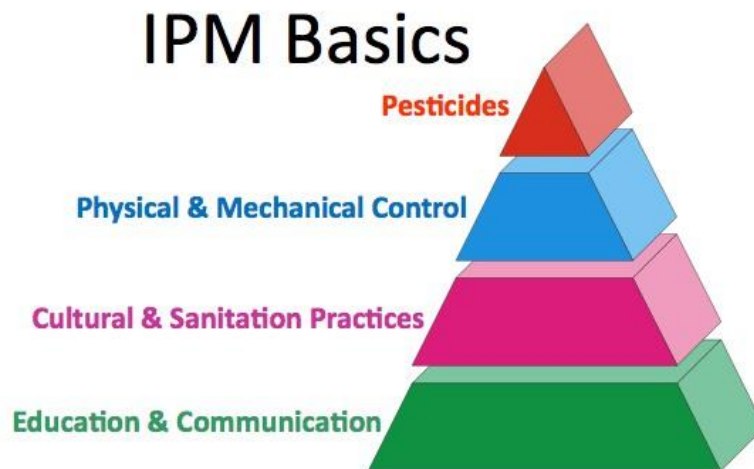 IPM Basics
Pesticides
Physical & Mechanical Control
Cultural & Sanitation Practices
Education & Communication